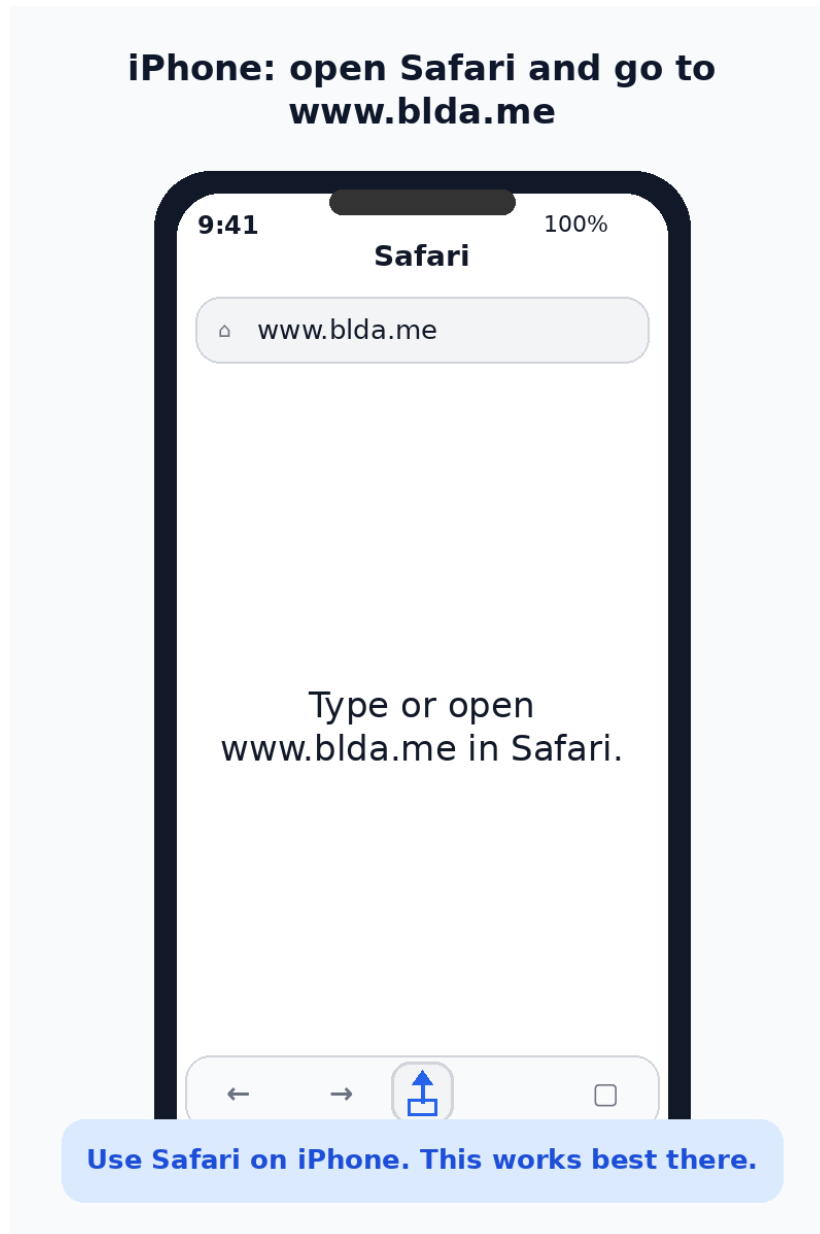 iPhone: open Safari and go to
www.blda.me
9:41
100%
Safari
www.blda.me
Type or open
www.blda.me in Safari.
Use Safari on iPhone. This works best there.